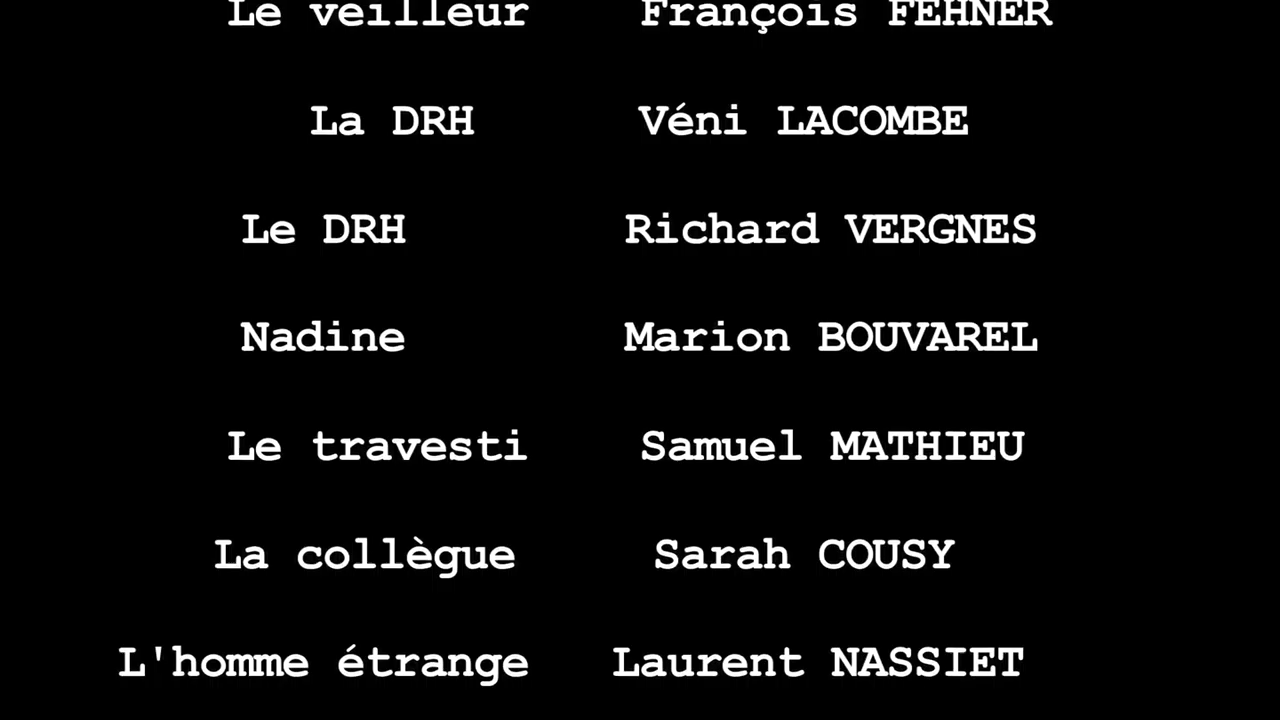 Le veilleur François FEHNER
La DRH Véni LACOMBE
Le DRH Richard VERGNES
Nadine Marion BOUVAREL
Le travesti Samuel MATHIEU
La collègue Sarah COUSY
L'homme étrange Laurent NASSIET